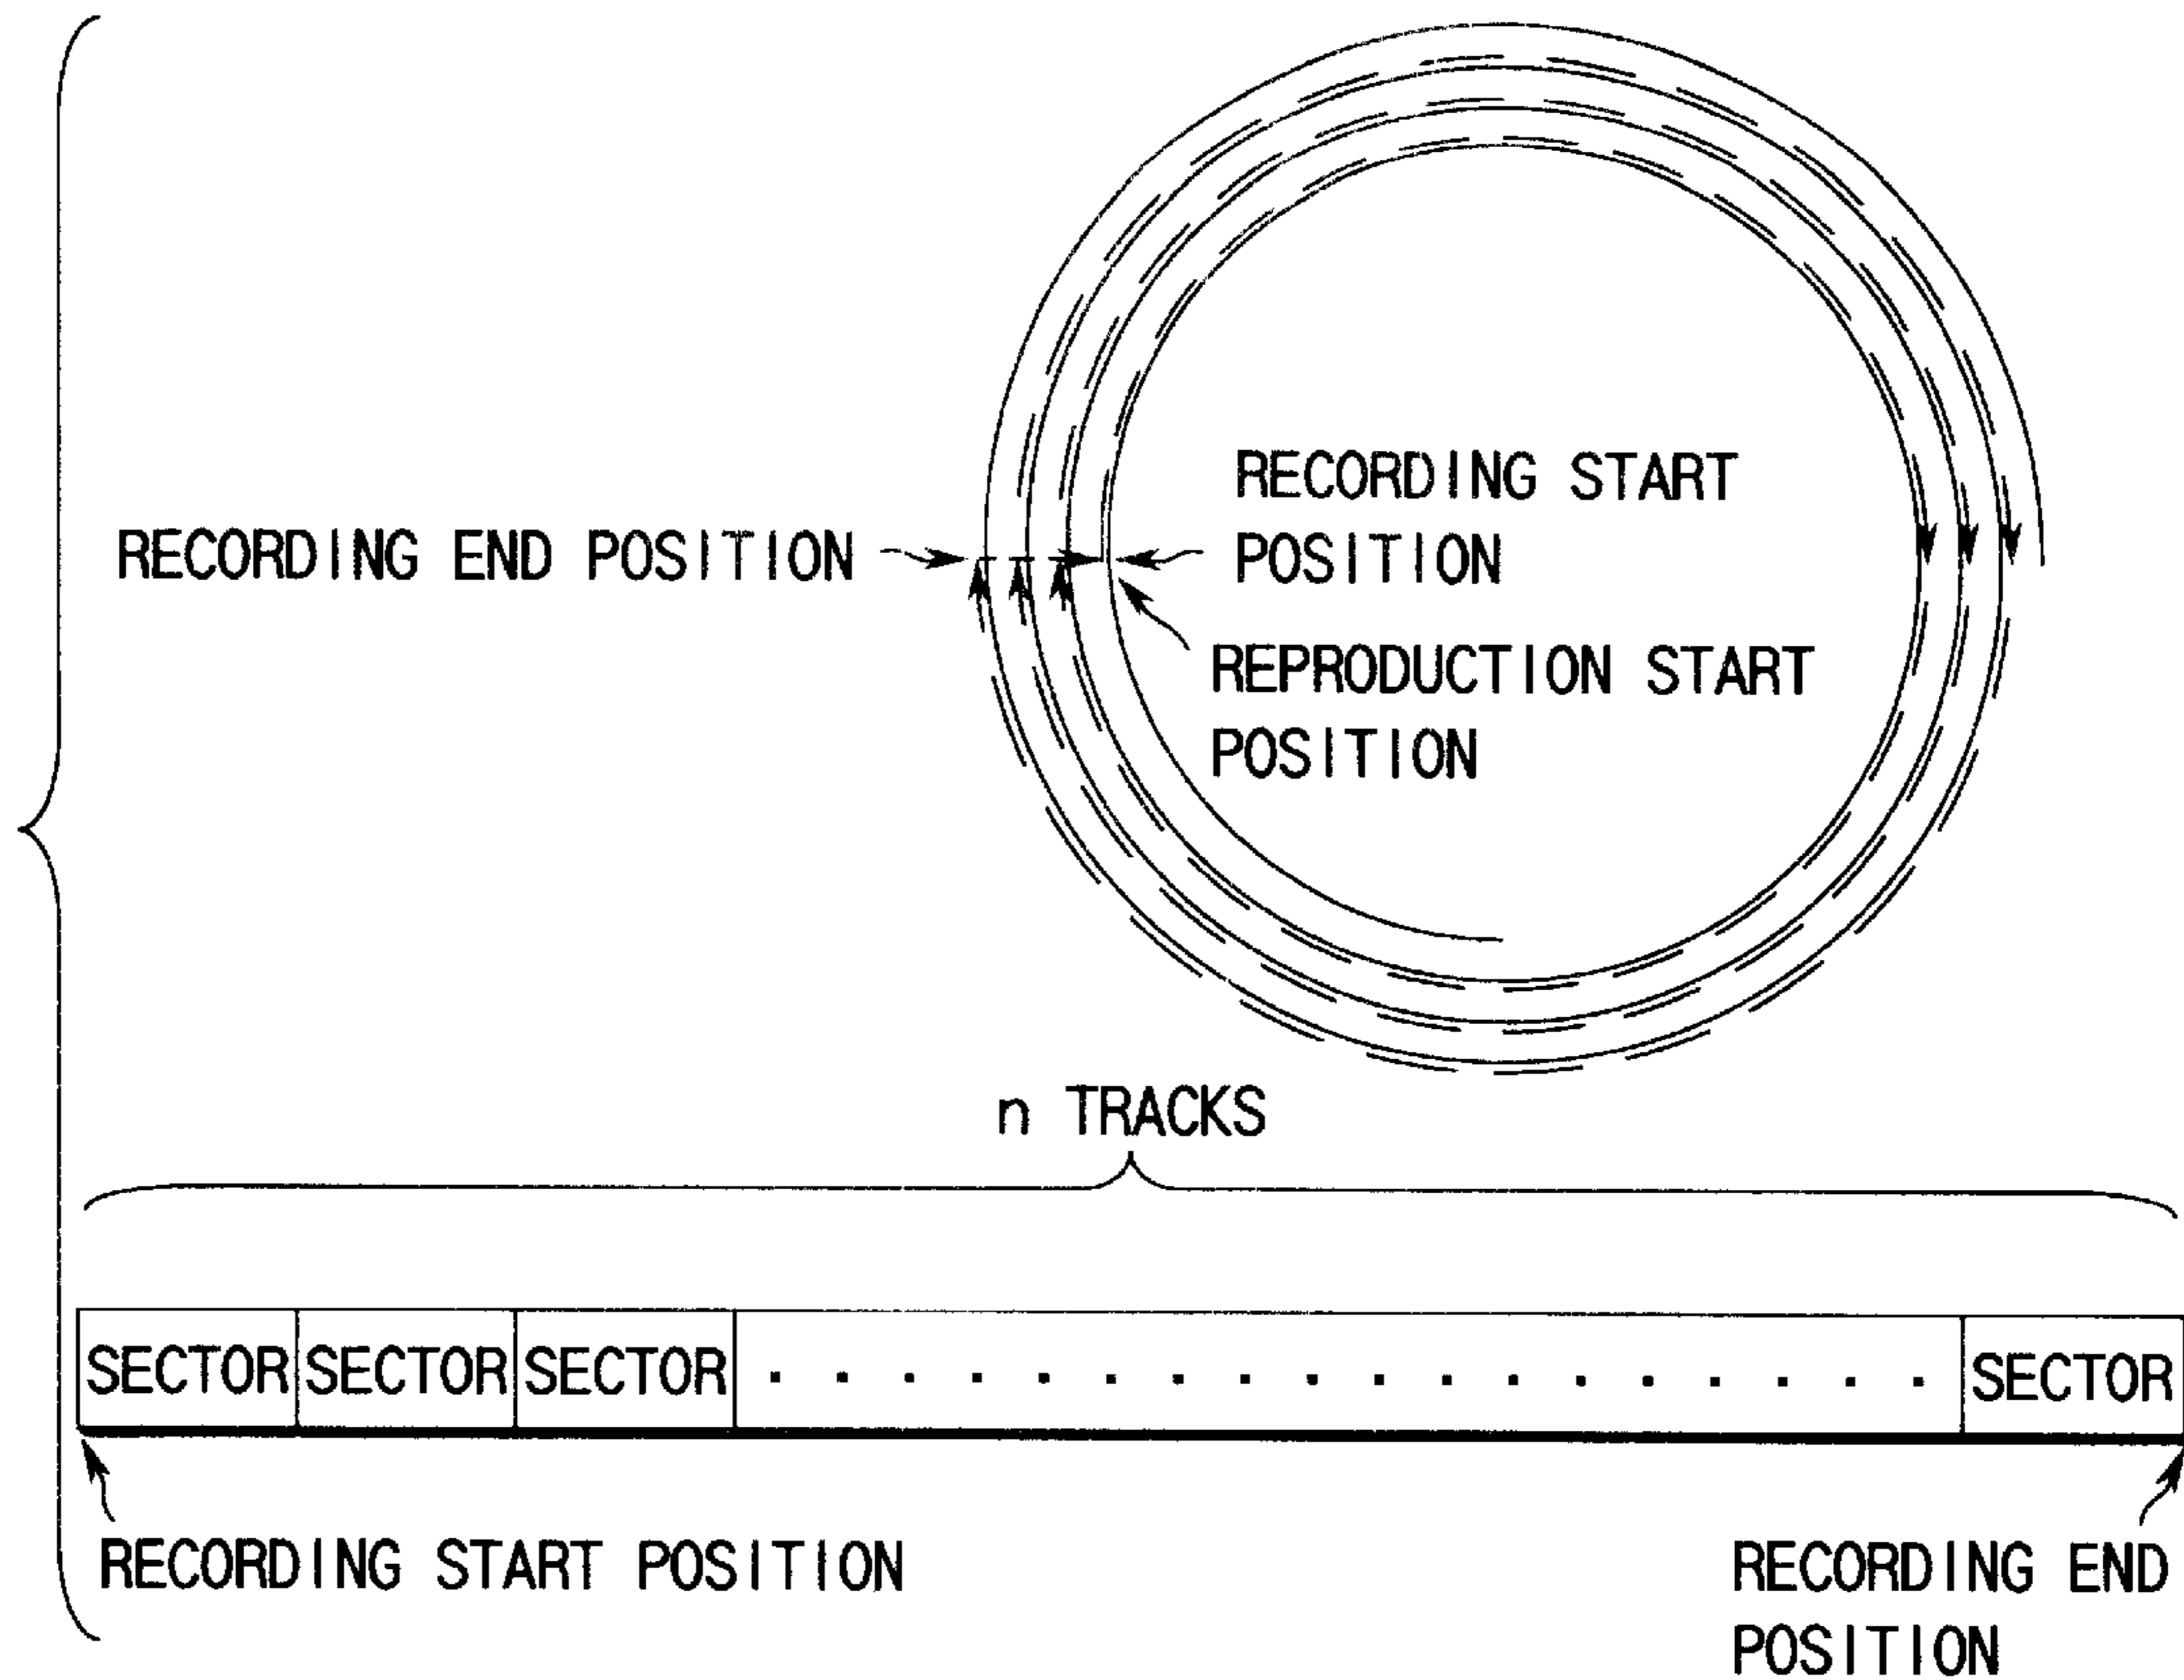 RECORDING START
POSITION
RECORDING END POSITION
REPRODUCTION START
POSITION
n TRACKS
SECTOR SECTOR SECTOR . . . . . . . . . . . . . . . . . . SECTOR
RECORDING START POSITION
RECORDING END
POSITION